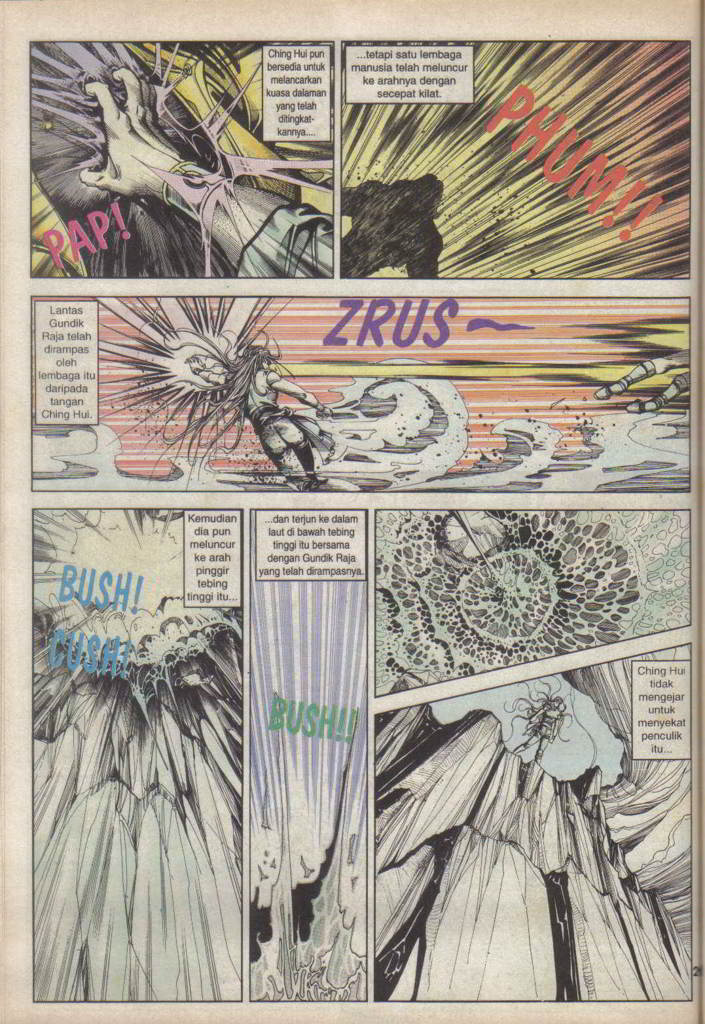 Ching Hui pun
bersedia untuk
melancarkan
kuasa dalaman
yang telah
ditingkat-
kannya....
PAP!
...tetapi satu lembaga
manusia telah meluncur
ke arahnya dengan
secepat kilat.
PHUM!!
Lantas
Gundik
Raja telah
dirampas
oleh
lembaga itu
daripada
tangan
Ching Hui.
ZRUS~
Kemudian
dia pun
meluncur
ke arah
pinggir
tebing
tinggi itu...
BUSH!
CUSH!
...dan terjun ke dalam
laut di bawah tebing
tinggi itu bersama
dengan Gundik Raja
yang telah dirampasnya.
BUSH!!
Ching Hui
tidak
mengejar
untuk
menyekat
penculik
itu...